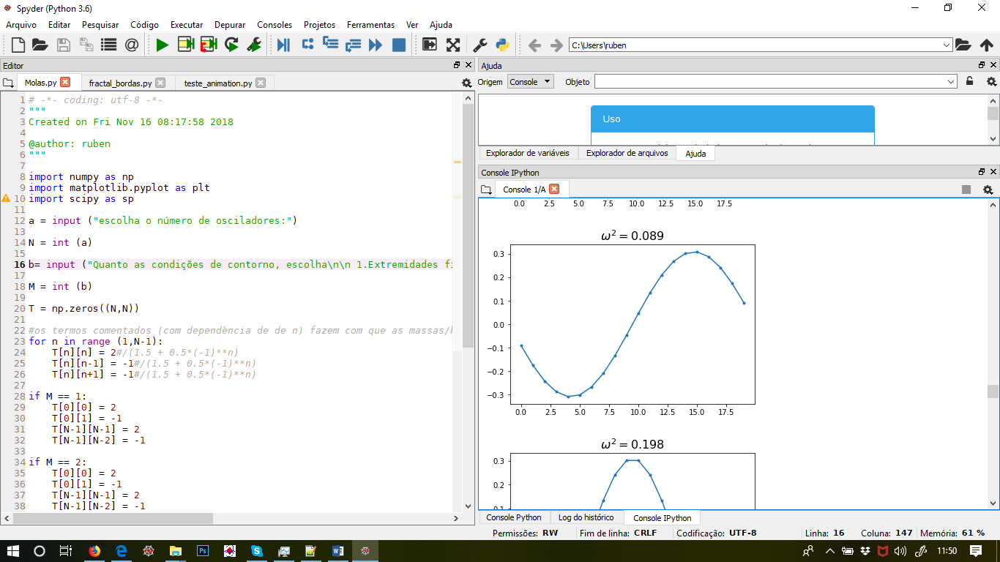 Spyder (Python 3.6)
Arquivo Editar Pesquisar Código Executar Depurar Consoles Projetos Ferramentas Ver Ajuda
C:\Users\ruben
Editor
Molas.py fractal_bordas.py teste_animation.py
1 # -*- coding: utf-8 -*-
2 """
3 Created on Fri Nov 16 08:17:58 2018
4
5 @author: ruben
6 """
7
8 import numpy as np
9 import matplotlib.pyplot as plt
10 import scipy as sp
11
12 a = input ("escolha o número de osciladores:")
13
14 N = int (a)
15
16 b= input ("Quanto as condições de contorno, escolha\n\n 1.Extremidades fi
17
18 M = int (b)
19
20 T = np.zeros((N,N))
21
22 #os termos comentados (com dependência de de n) fazem com que as massas/k
23 for n in range (1,N-1):
24 T[n][n] = 2#/(1.5 + 0.5*(-1)**n)
25 T[n][n-1] = -1#/(1.5 + 0.5*(-1)**n)
26 T[n][n+1] = -1#/(1.5 + 0.5*(-1)**n)
27
28 if M == 1:
29 T[0][0] = 2
30 T[0][1] = -1
31 T[N-1][N-1] = 2
32 T[N-1][N-2] = -1
33
34 if M == 2:
35 T[0][0] = 2
36 T[0][1] = -1
37 T[N-1][N-1] = 2
38 T[N-1][N-2] = -1
Ajuda
Origem Console Objeto
Uso
Explorador de variáveis Explorador de arquivos Ajuda
Console IPython
Console 1/A
0.0 2.5 5.0 7.5 10.0 12.5 15.0 17.5
ω² = 0.089
0.3
0.2
0.1
0.0
−0.1
−0.2
−0.3
0.0 2.5 5.0 7.5 10.0 12.5 15.0 17.5
ω² = 0.198
0.3
0.2
0.1
Console Python Log do histórico Console IPython
Permissões: RW Fim de linha: CRLF Codificação: UTF-8 Linha: 16 Coluna: 147 Memória: 61 %
11:50